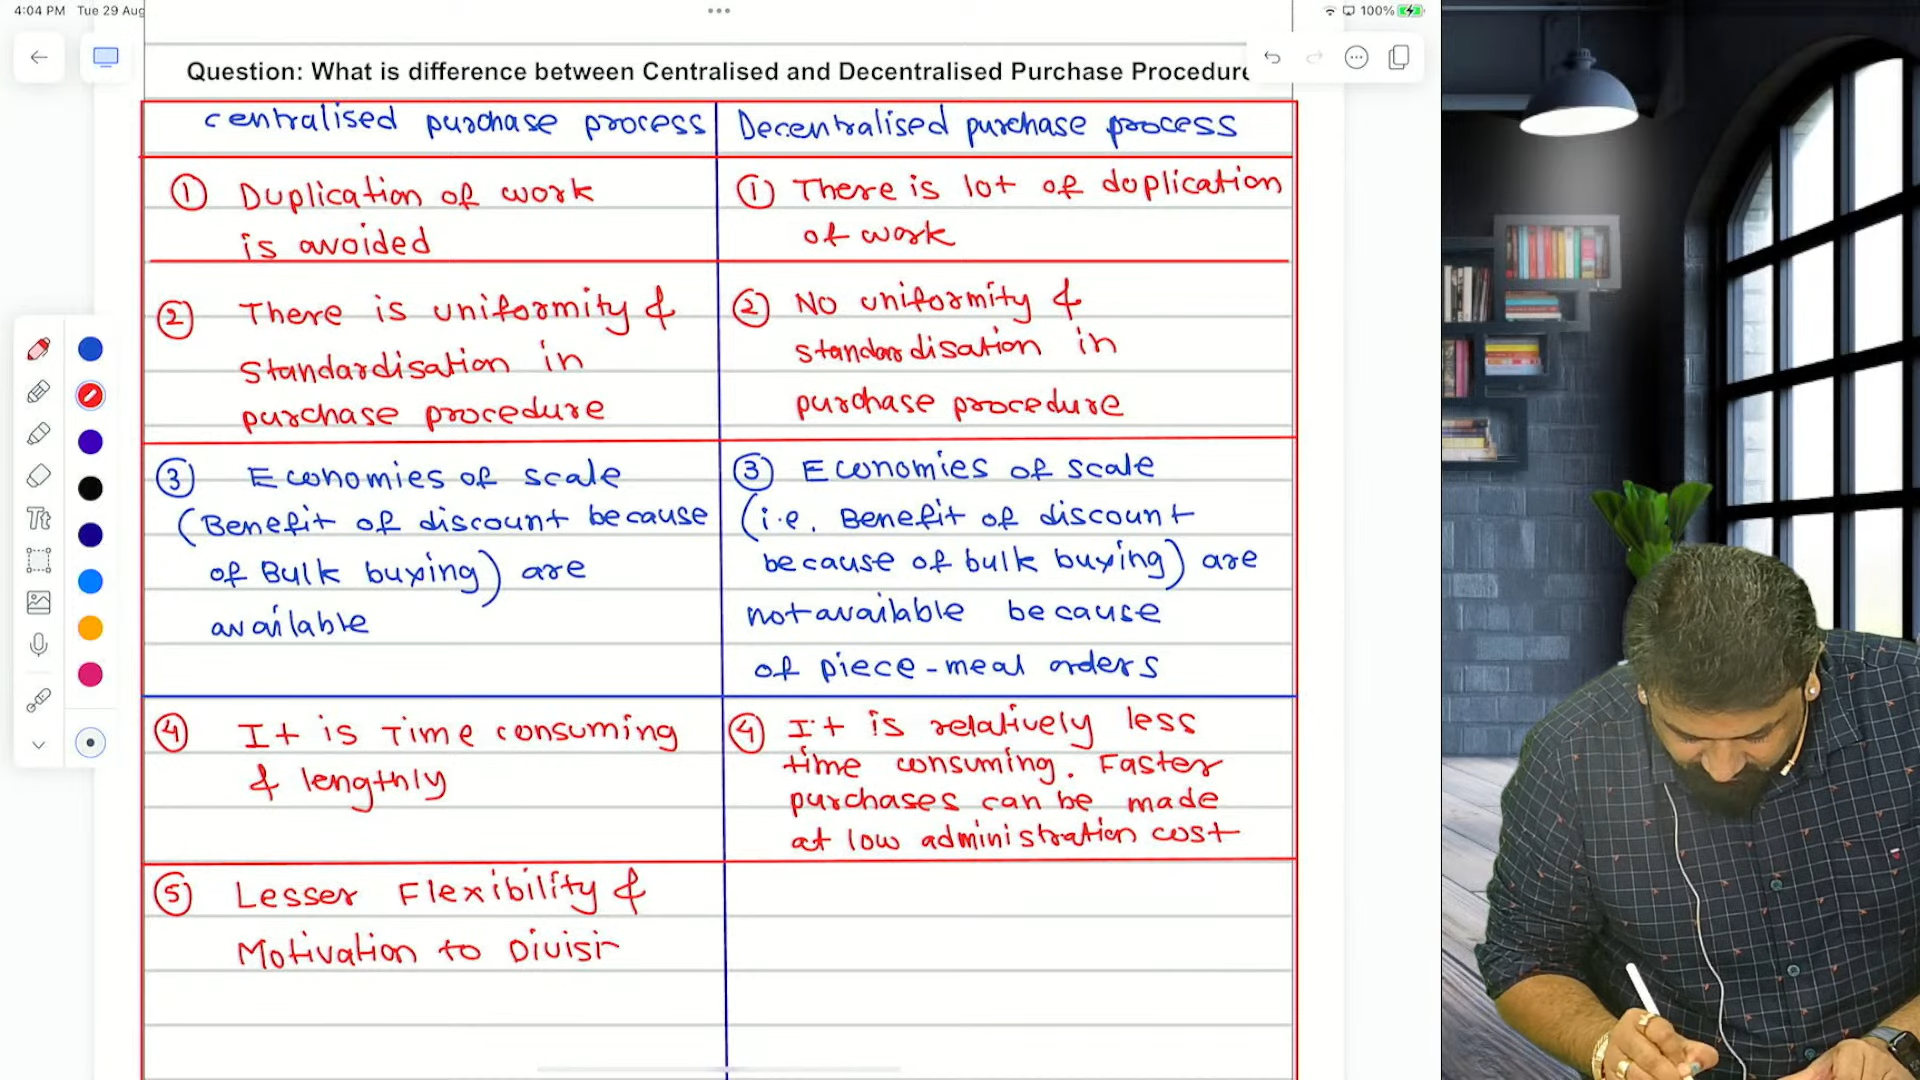 4:04 PM Tue 29 Aug
100%
Question: What is difference between Centralised and Decentralised Purchase Procedure
centralised purchase process
Decentralised purchase process
① Duplication of work
is avoided
① There is lot of duplication
of work
② There is uniformity &
standardisation in
purchase procedure
② No uniformity &
standardisation in
purchase procedure
③ Economies of scale
(Benefit of discount because
of Bulk buying) are
available
③ Economies of scale
(i.e. Benefit of discount
because of bulk buying) are
not available because
of piece-meal orders
④ It is Time consuming
& lengthly
④ It is relatively less
time consuming. Faster
purchases can be made
at low administration cost
⑤ Lesser Flexibility &
Motivation to Divisi
Tt